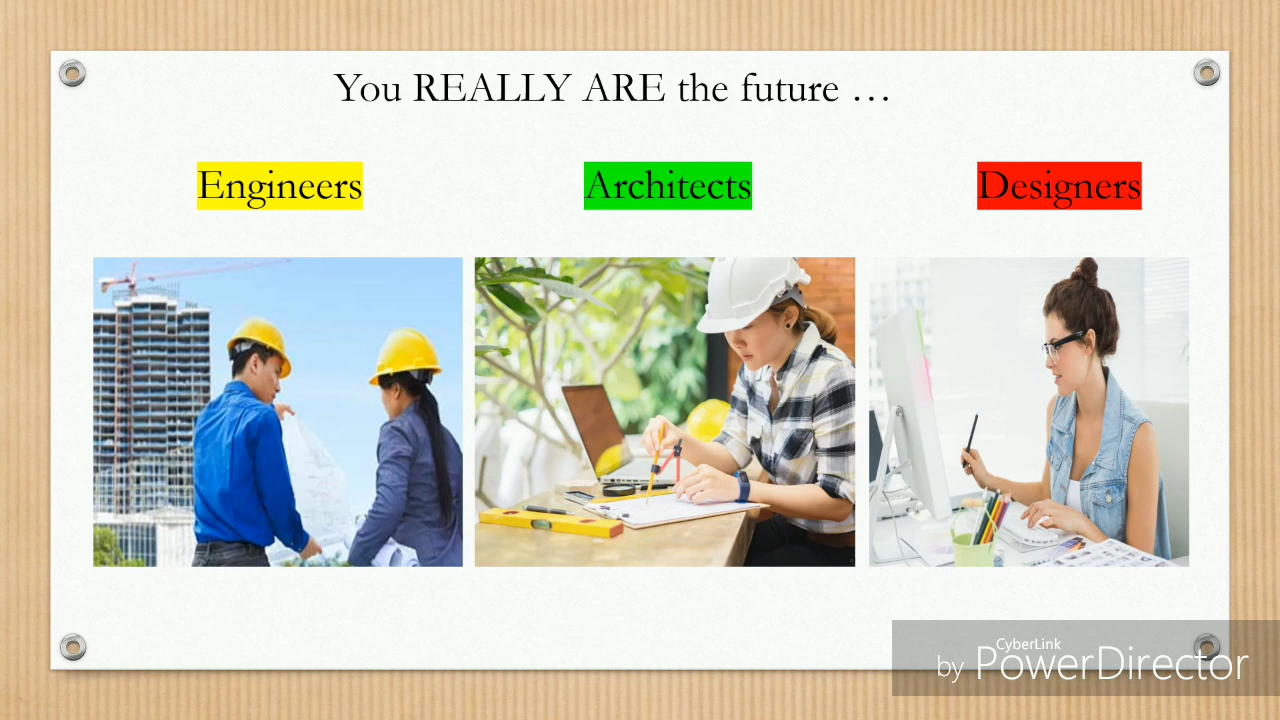 You REALLY ARE the future …
Engineers
Architects
Designers
CyberLink
by PowerDirector